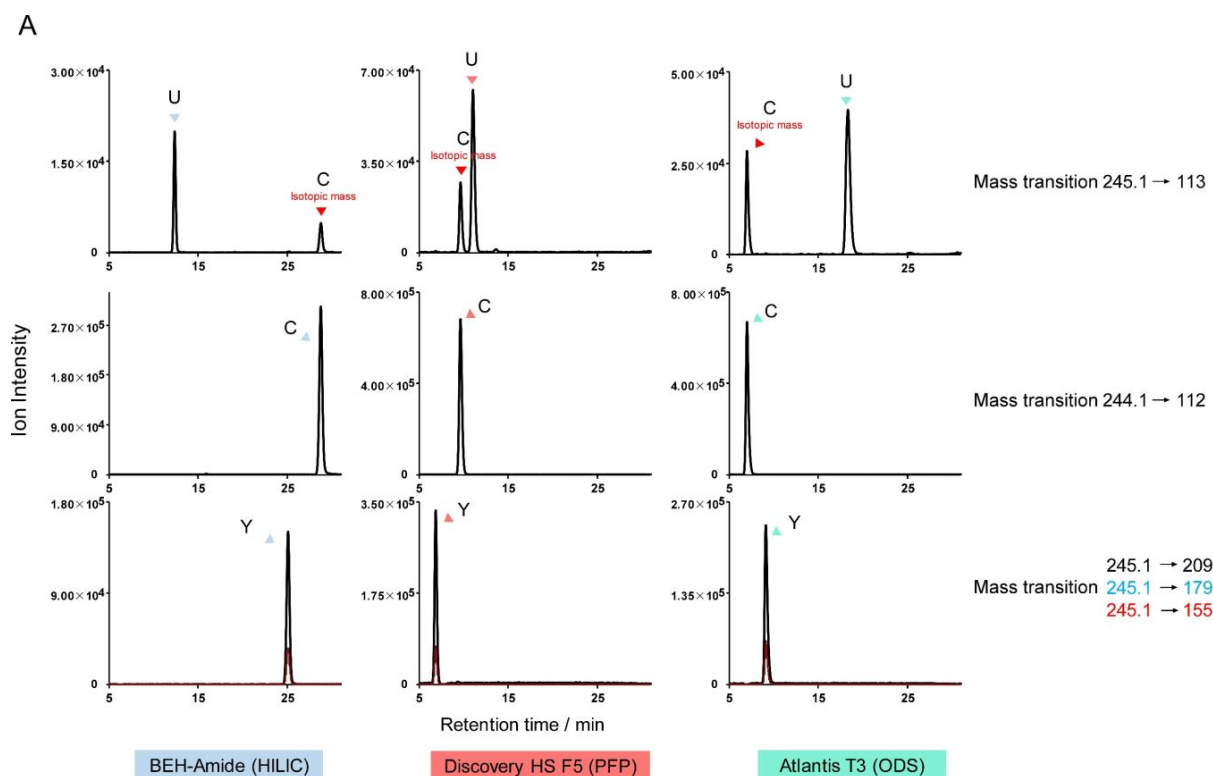 A
3.00×10⁴
1.50×10⁴
0
5 15 25
U
C
Isotopic mass
7.00×10⁴
3.50×10⁴
0
5 15 25
U
C
Isotopic mass
5.00×10⁴
2.50×10⁴
0
5 15 25
C
Isotopic mass
U
Mass transition 245.1 → 113
Ion Intensity
2.70×10⁵
1.80×10⁵
9.00×10⁴
0
5 15 25
C
8.00×10⁵
4.00×10⁵
0
5 15 25
C
8.00×10⁵
4.00×10⁵
0
5 15 25
C
Mass transition 244.1 → 112
1.80×10⁵
9.00×10⁴
0
5 15 25
Y
3.50×10⁵
1.75×10⁵
0
5 15 25
Y
2.70×10⁵
1.35×10⁵
0
5 15 25
Y
245.1 → 209
Mass transition 245.1 → 179
245.1 → 155
Retention time / min
BEH-Amide (HILIC)
Discovery HS F5 (PFP)
Atlantis T3 (ODS)